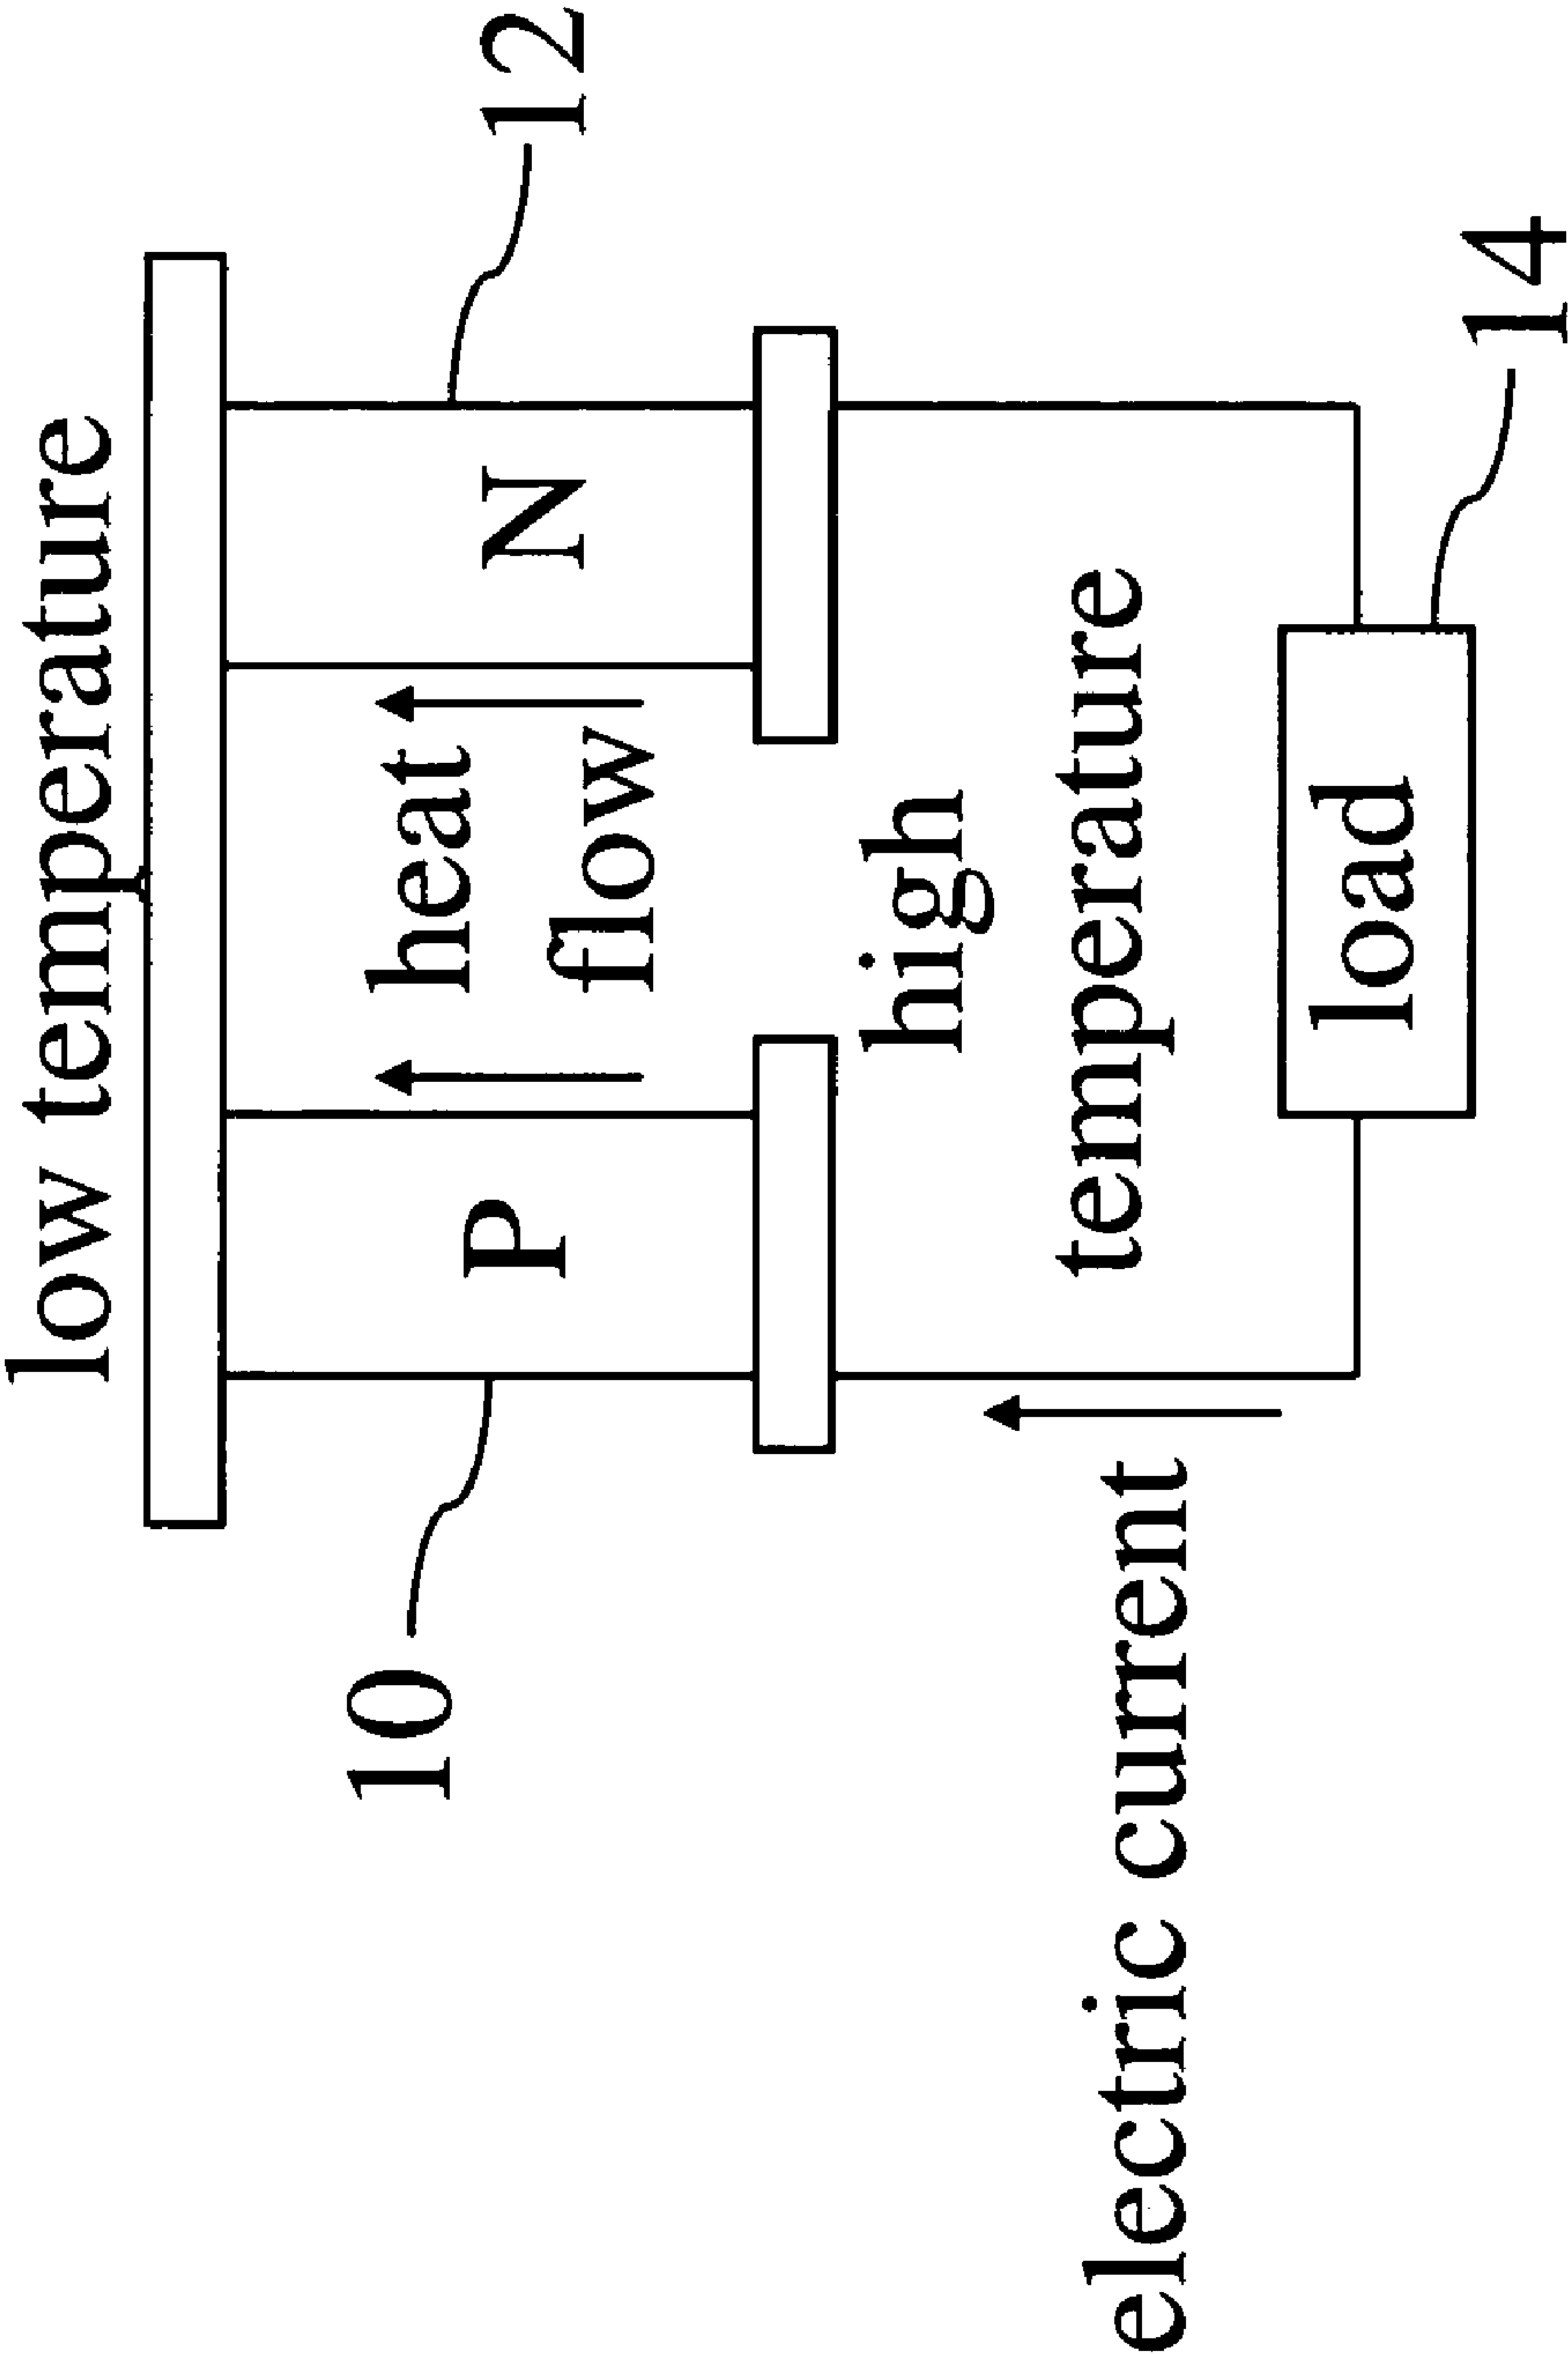 low temperature
10
P
heat
flow
N
12
high
temperature
electric current
load
14